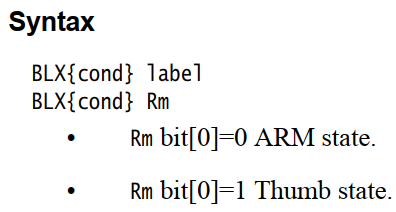 Syntax
BLX{cond} label
BLX{cond} Rm
• Rm bit[0]=0 ARM state.
• Rm bit[0]=1 Thumb state.